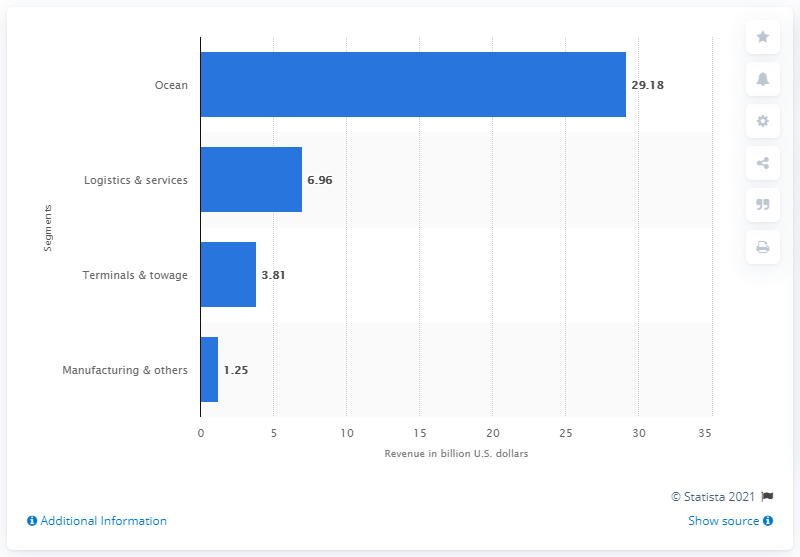 Ocean
29.18
Logistics & services
6.96
Segments
Terminals & towage
3.81
Manufacturing & others
1.25
0 5 10 15 20 25 30 35
Revenue in billion U.S. dollars
© Statista 2021
Additional Information
Show source